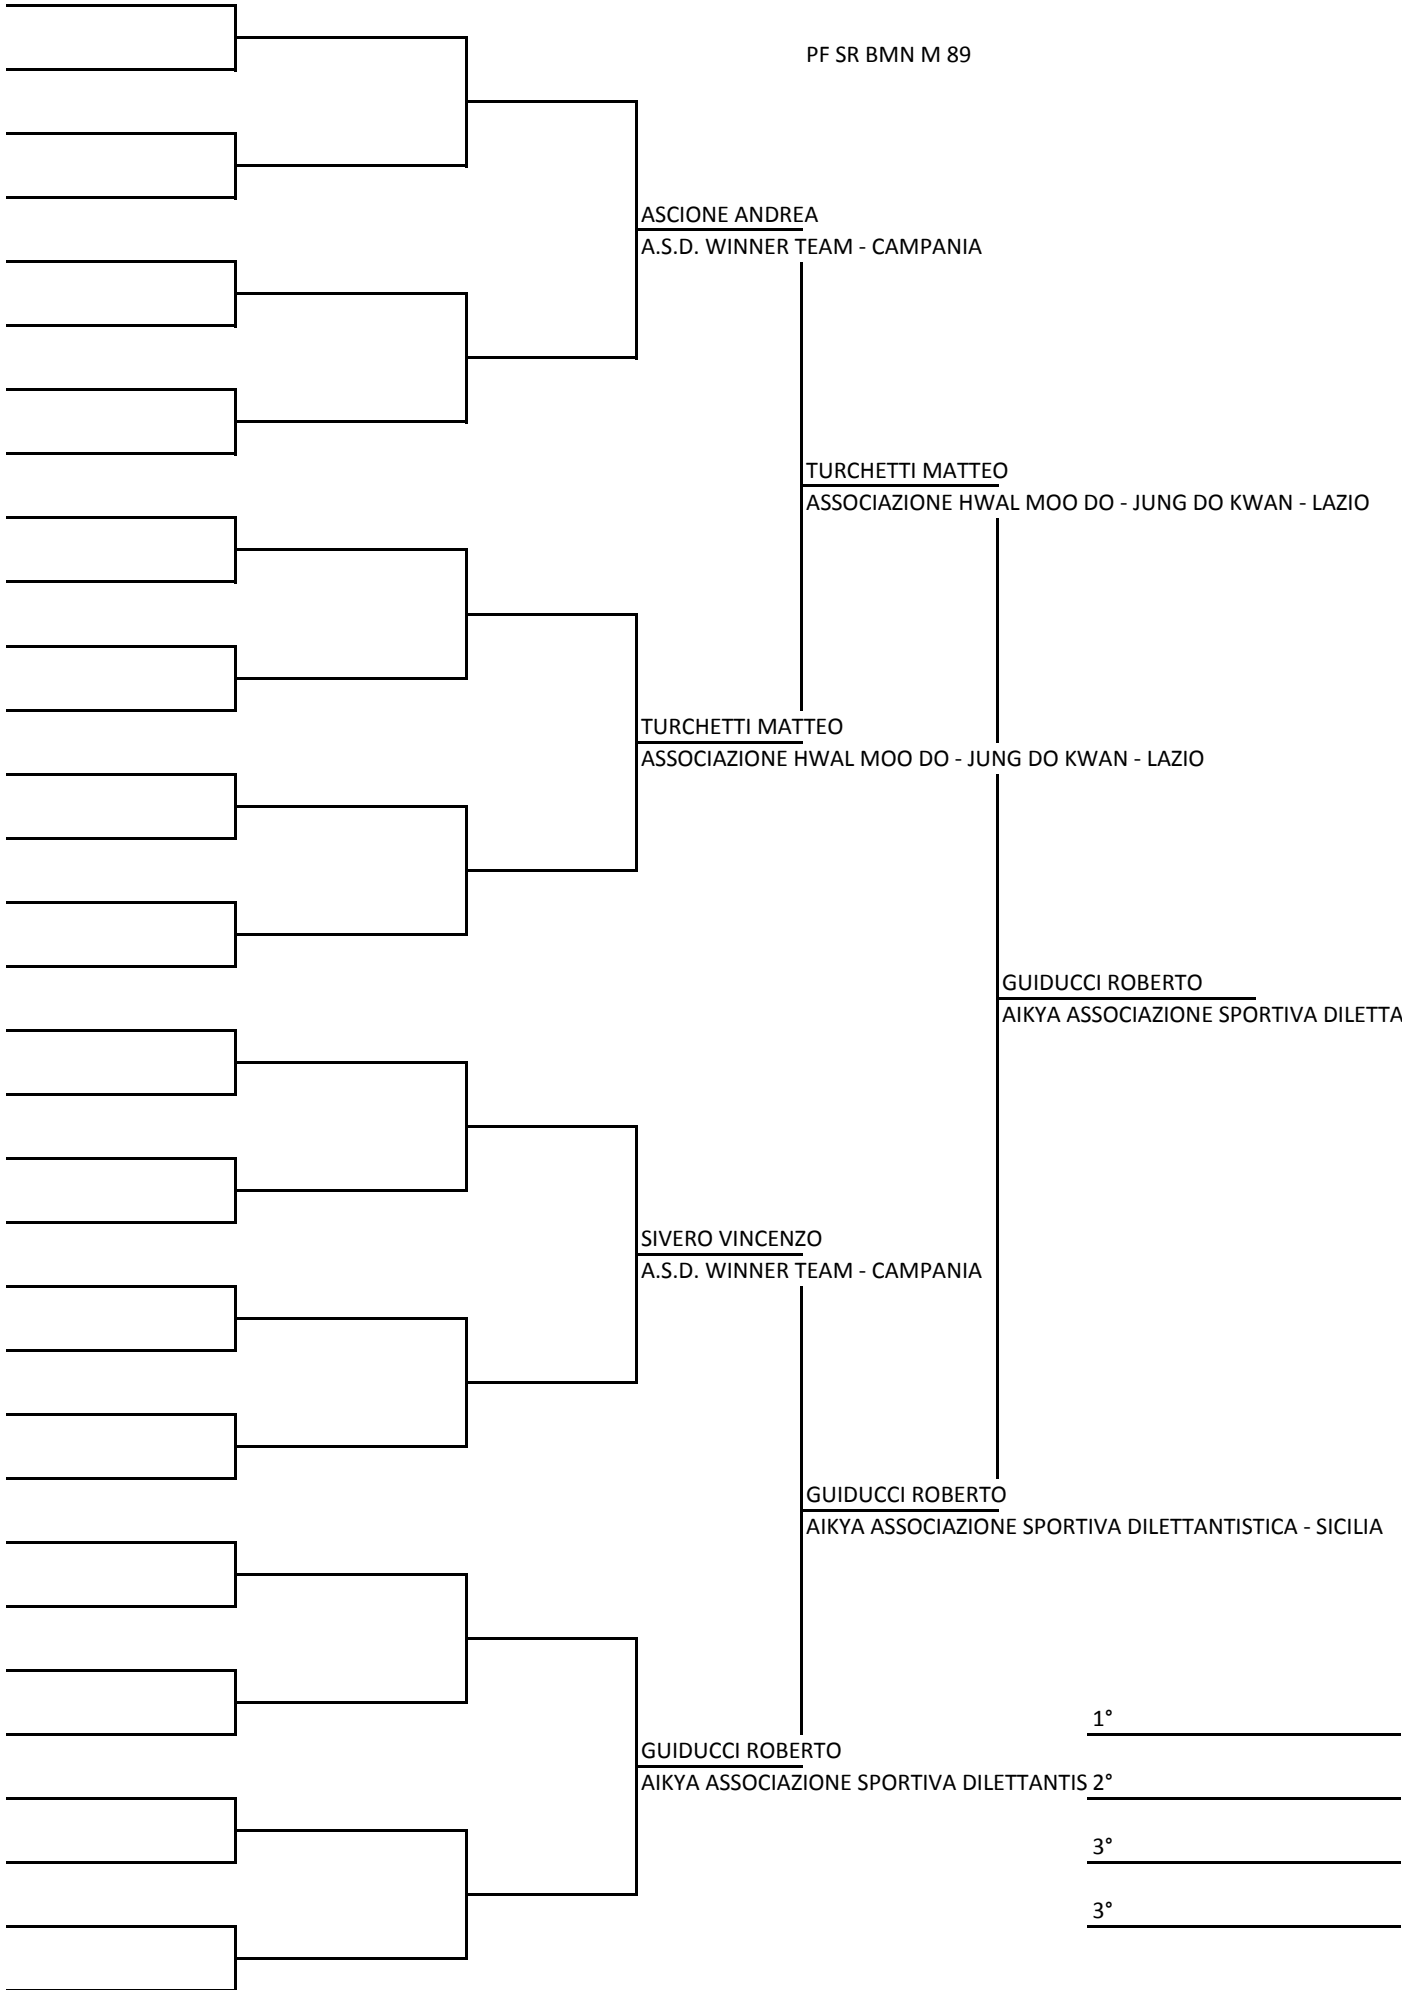 PF SR BMN M 89
ASCIONE ANDREA
A.S.D. WINNER TEAM - CAMPANIA
TURCHETTI MATTEO
ASSOCIAZIONE HWAL MOO DO - JUNG DO KWAN - LAZIO
TURCHETTI MATTEO
ASSOCIAZIONE HWAL MOO DO - JUNG DO KWAN - LAZIO
GUIDUCCI ROBERTO
AIKYA ASSOCIAZIONE SPORTIVA DILETTA
SIVERO VINCENZO
A.S.D. WINNER TEAM - CAMPANIA
GUIDUCCI ROBERTO
AIKYA ASSOCIAZIONE SPORTIVA DILETTANTISTICA - SICILIA
1°
GUIDUCCI ROBERTO
AIKYA ASSOCIAZIONE SPORTIVA DILETTANTIS 2°
3°
3°